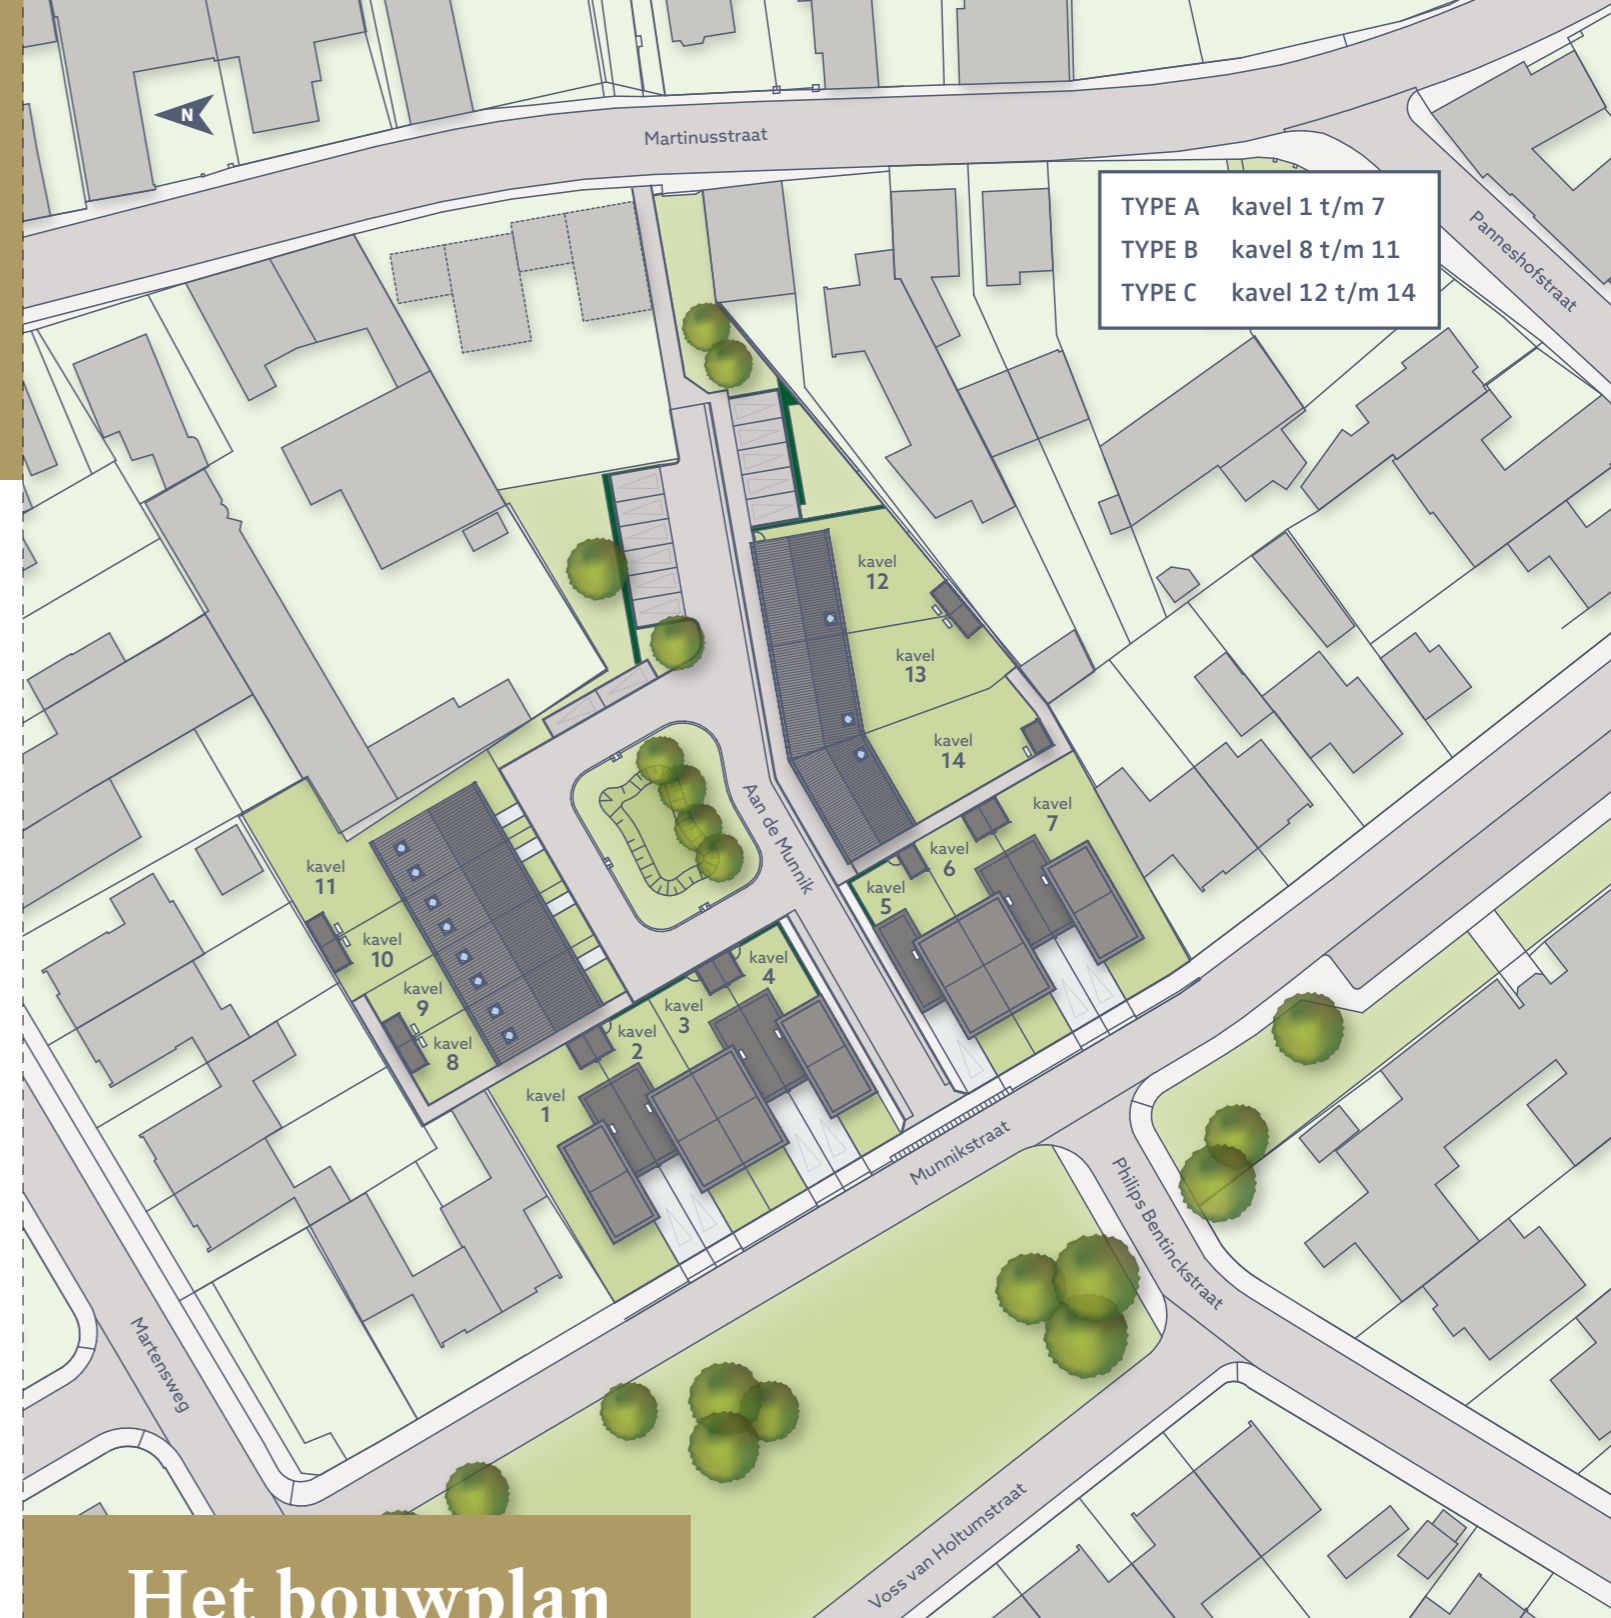 N
Martinusstraat
TYPE A kavel 1 t/m 7
TYPE B kavel 8 t/m 11
TYPE C kavel 12 t/m 14
Panneshofstraat
kavel
12
kavel
13
kavel
14
Aan de Munnik
kavel
7
kavel
6
kavel
5
kavel
11
kavel
10
kavel
9
kavel
8
kavel
4
kavel
3
kavel
2
kavel
1
Munnikstraat
Philips Bentinckstraat
Martensweg
Voss van Holtumstraat
Het bouwplan